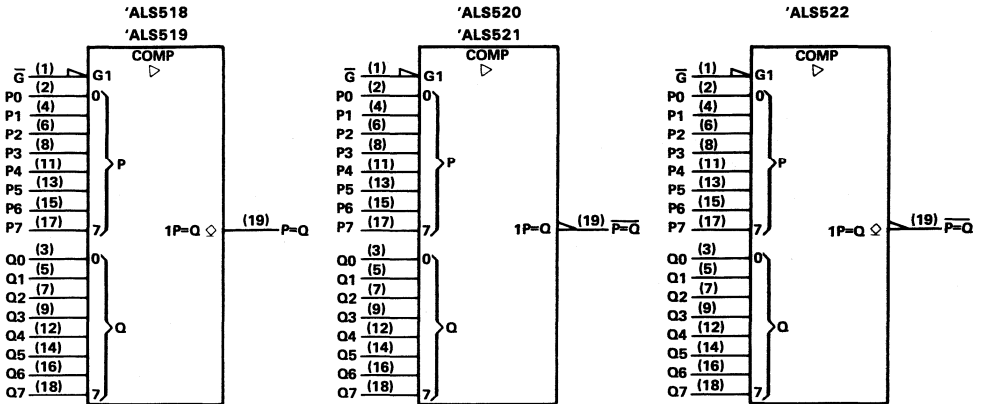 'ALS518
'ALS519
COMP
▷
G̅ (1) G1
P0 (2) 0
P1 (4)
P2 (6)
P3 (8)
P4 (11) P
P5 (13)
P6 (15)
P7 (17) 7
1P=Q ◇ (19) P=Q
Q0 (3) 0
Q1 (5)
Q2 (7)
Q3 (9)
Q4 (12) Q
Q5 (14)
Q6 (16)
Q7 (18) 7
'ALS520
'ALS521
COMP
▷
G̅ (1) G1
P0 (2) 0
P1 (4)
P2 (6)
P3 (8)
P4 (11) P
P5 (13)
P6 (15)
P7 (17) 7
1P=Q (19) P̅=̅Q̅
Q0 (3) 0
Q1 (5)
Q2 (7)
Q3 (9)
Q4 (12) Q
Q5 (14)
Q6 (16)
Q7 (18) 7
'ALS522
COMP
▷
G̅ (1) G1
P0 (2) 0
P1 (4)
P2 (6)
P3 (8)
P4 (11) P
P5 (13)
P6 (15)
P7 (17) 7
1P=Q ◇ (19) P̅=̅Q̅
Q0 (3) 0
Q1 (5)
Q2 (7)
Q3 (9)
Q4 (12) Q
Q5 (14)
Q6 (16)
Q7 (18) 7